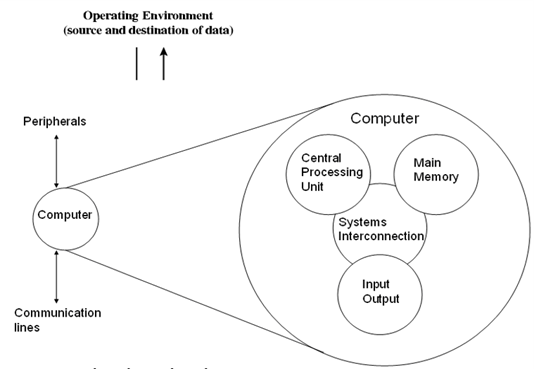 Operating Environment
(source and destination of data)
Peripherals
Computer
Communication
lines
Computer
Central
Processing
Unit
Main
Memory
Systems
Interconnection
Input
Output